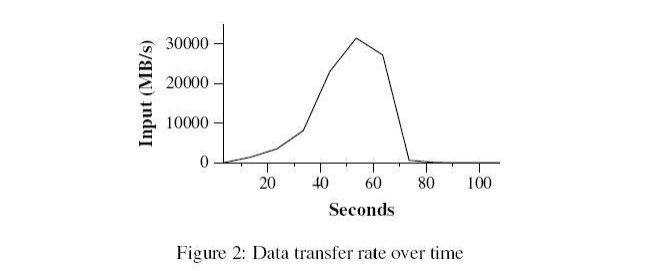 Input (MB/s)
30000
20000
10000
0
20 40 60 80 100
Seconds
Figure 2: Data transfer rate over time